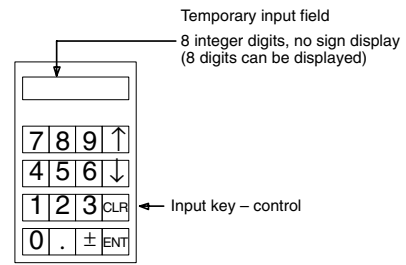 Temporary input field
8 integer digits, no sign display
(8 digits can be displayed)
7 8 9 ↑
4 5 6 ↓
1 2 3 CLR
Input key – control
0 . ± ENT